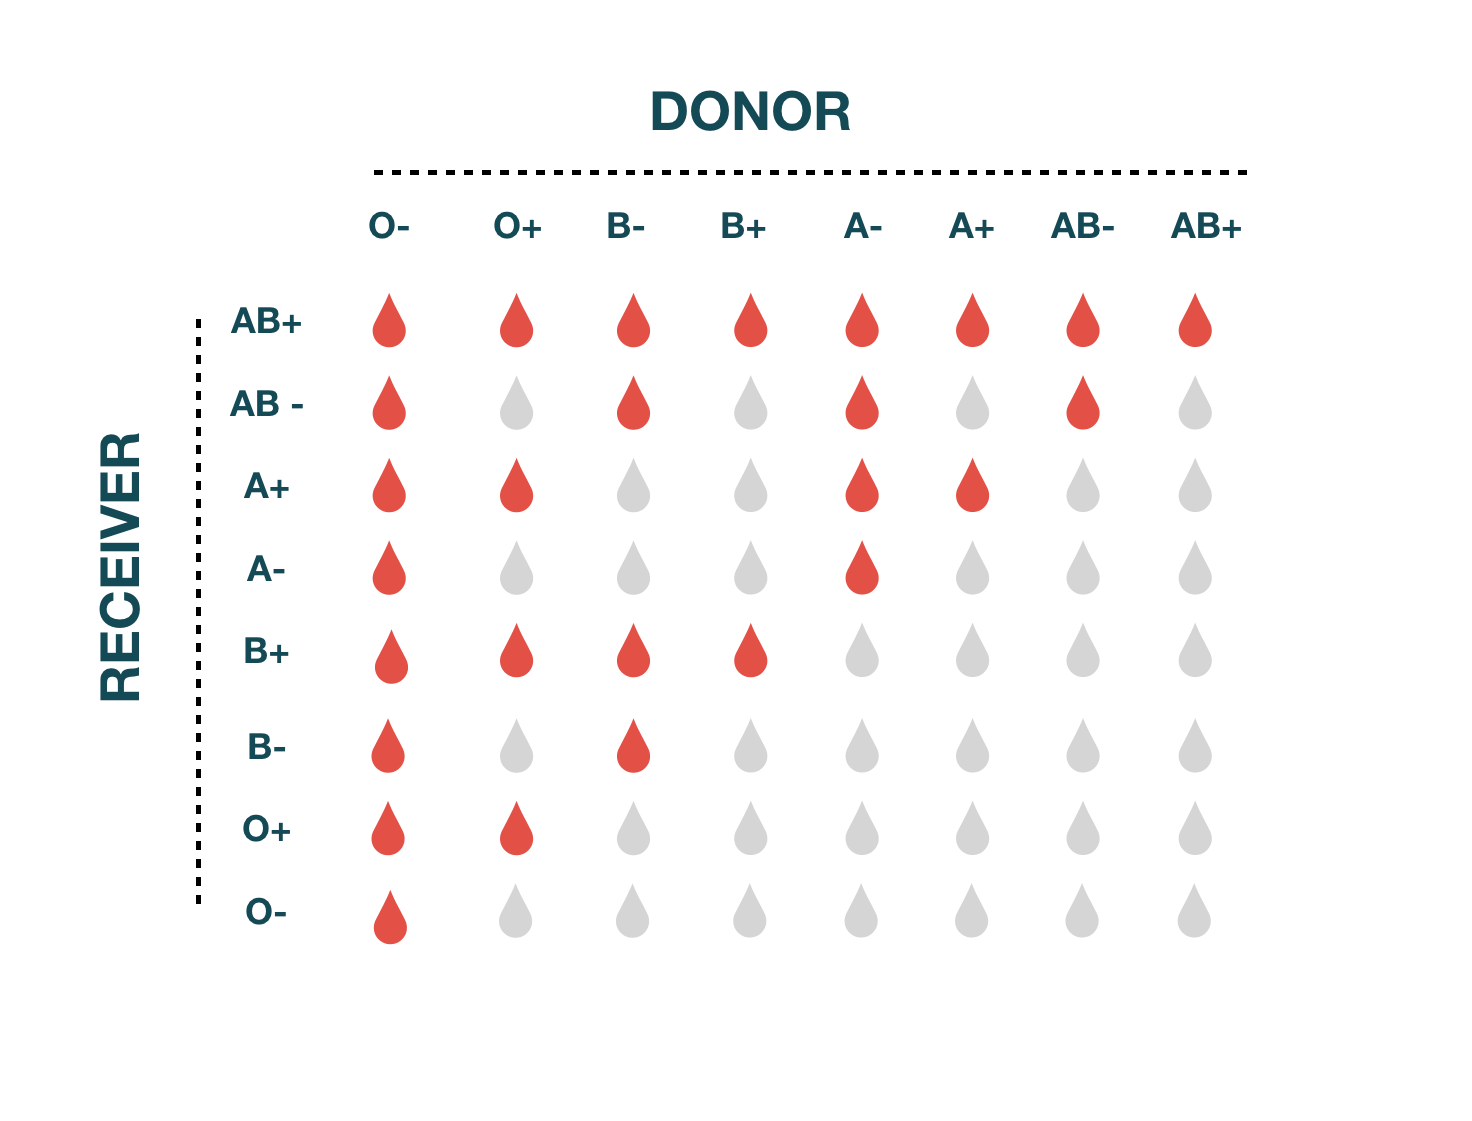 DONOR
O- O+ B- B+ A- A+ AB- AB+
RECEIVER
AB+
AB -
A+
A-
B+
B-
O+
O-